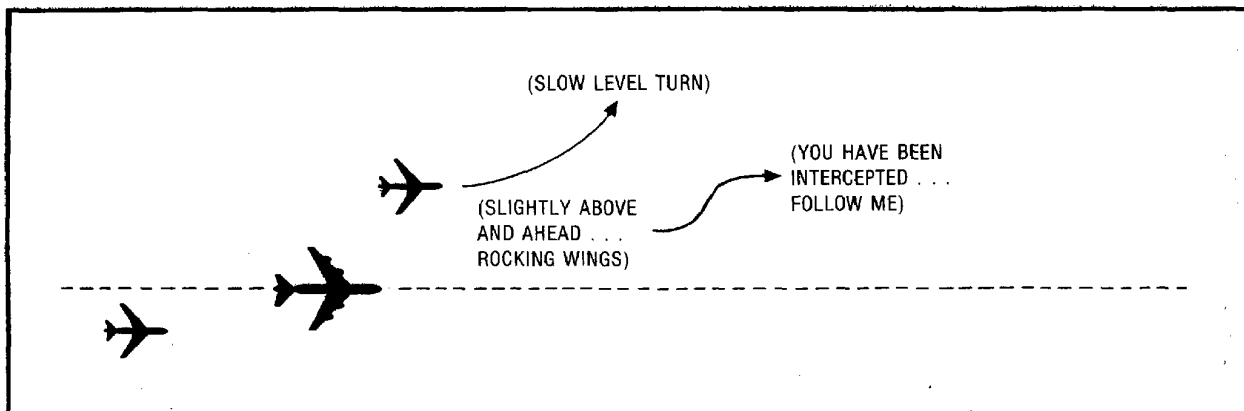 (SLOW LEVEL TURN)
(SLIGHTLY ABOVE
AND AHEAD . . .
ROCKING WINGS)
(YOU HAVE BEEN
INTERCEPTED . . .
FOLLOW ME)